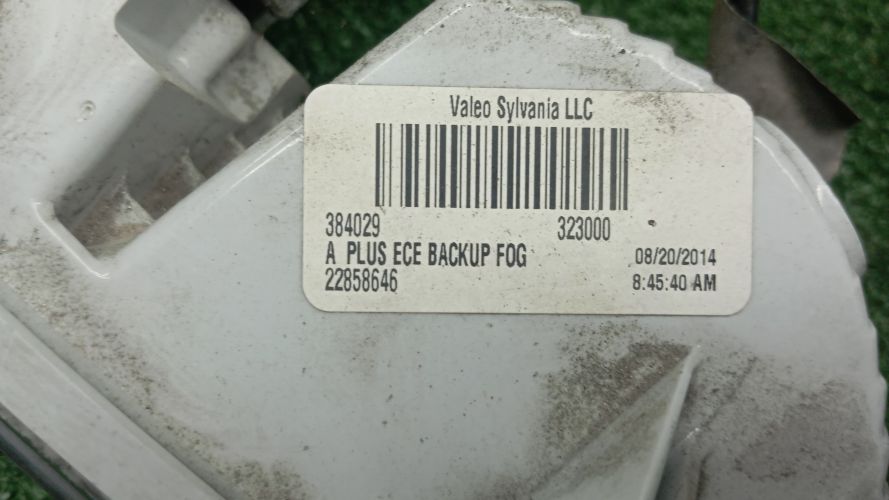 Valeo Sylvania LLC
384029 323000
A PLUS ECE BACKUP FOG 08/20/2014
22858646 8:45:40 AM